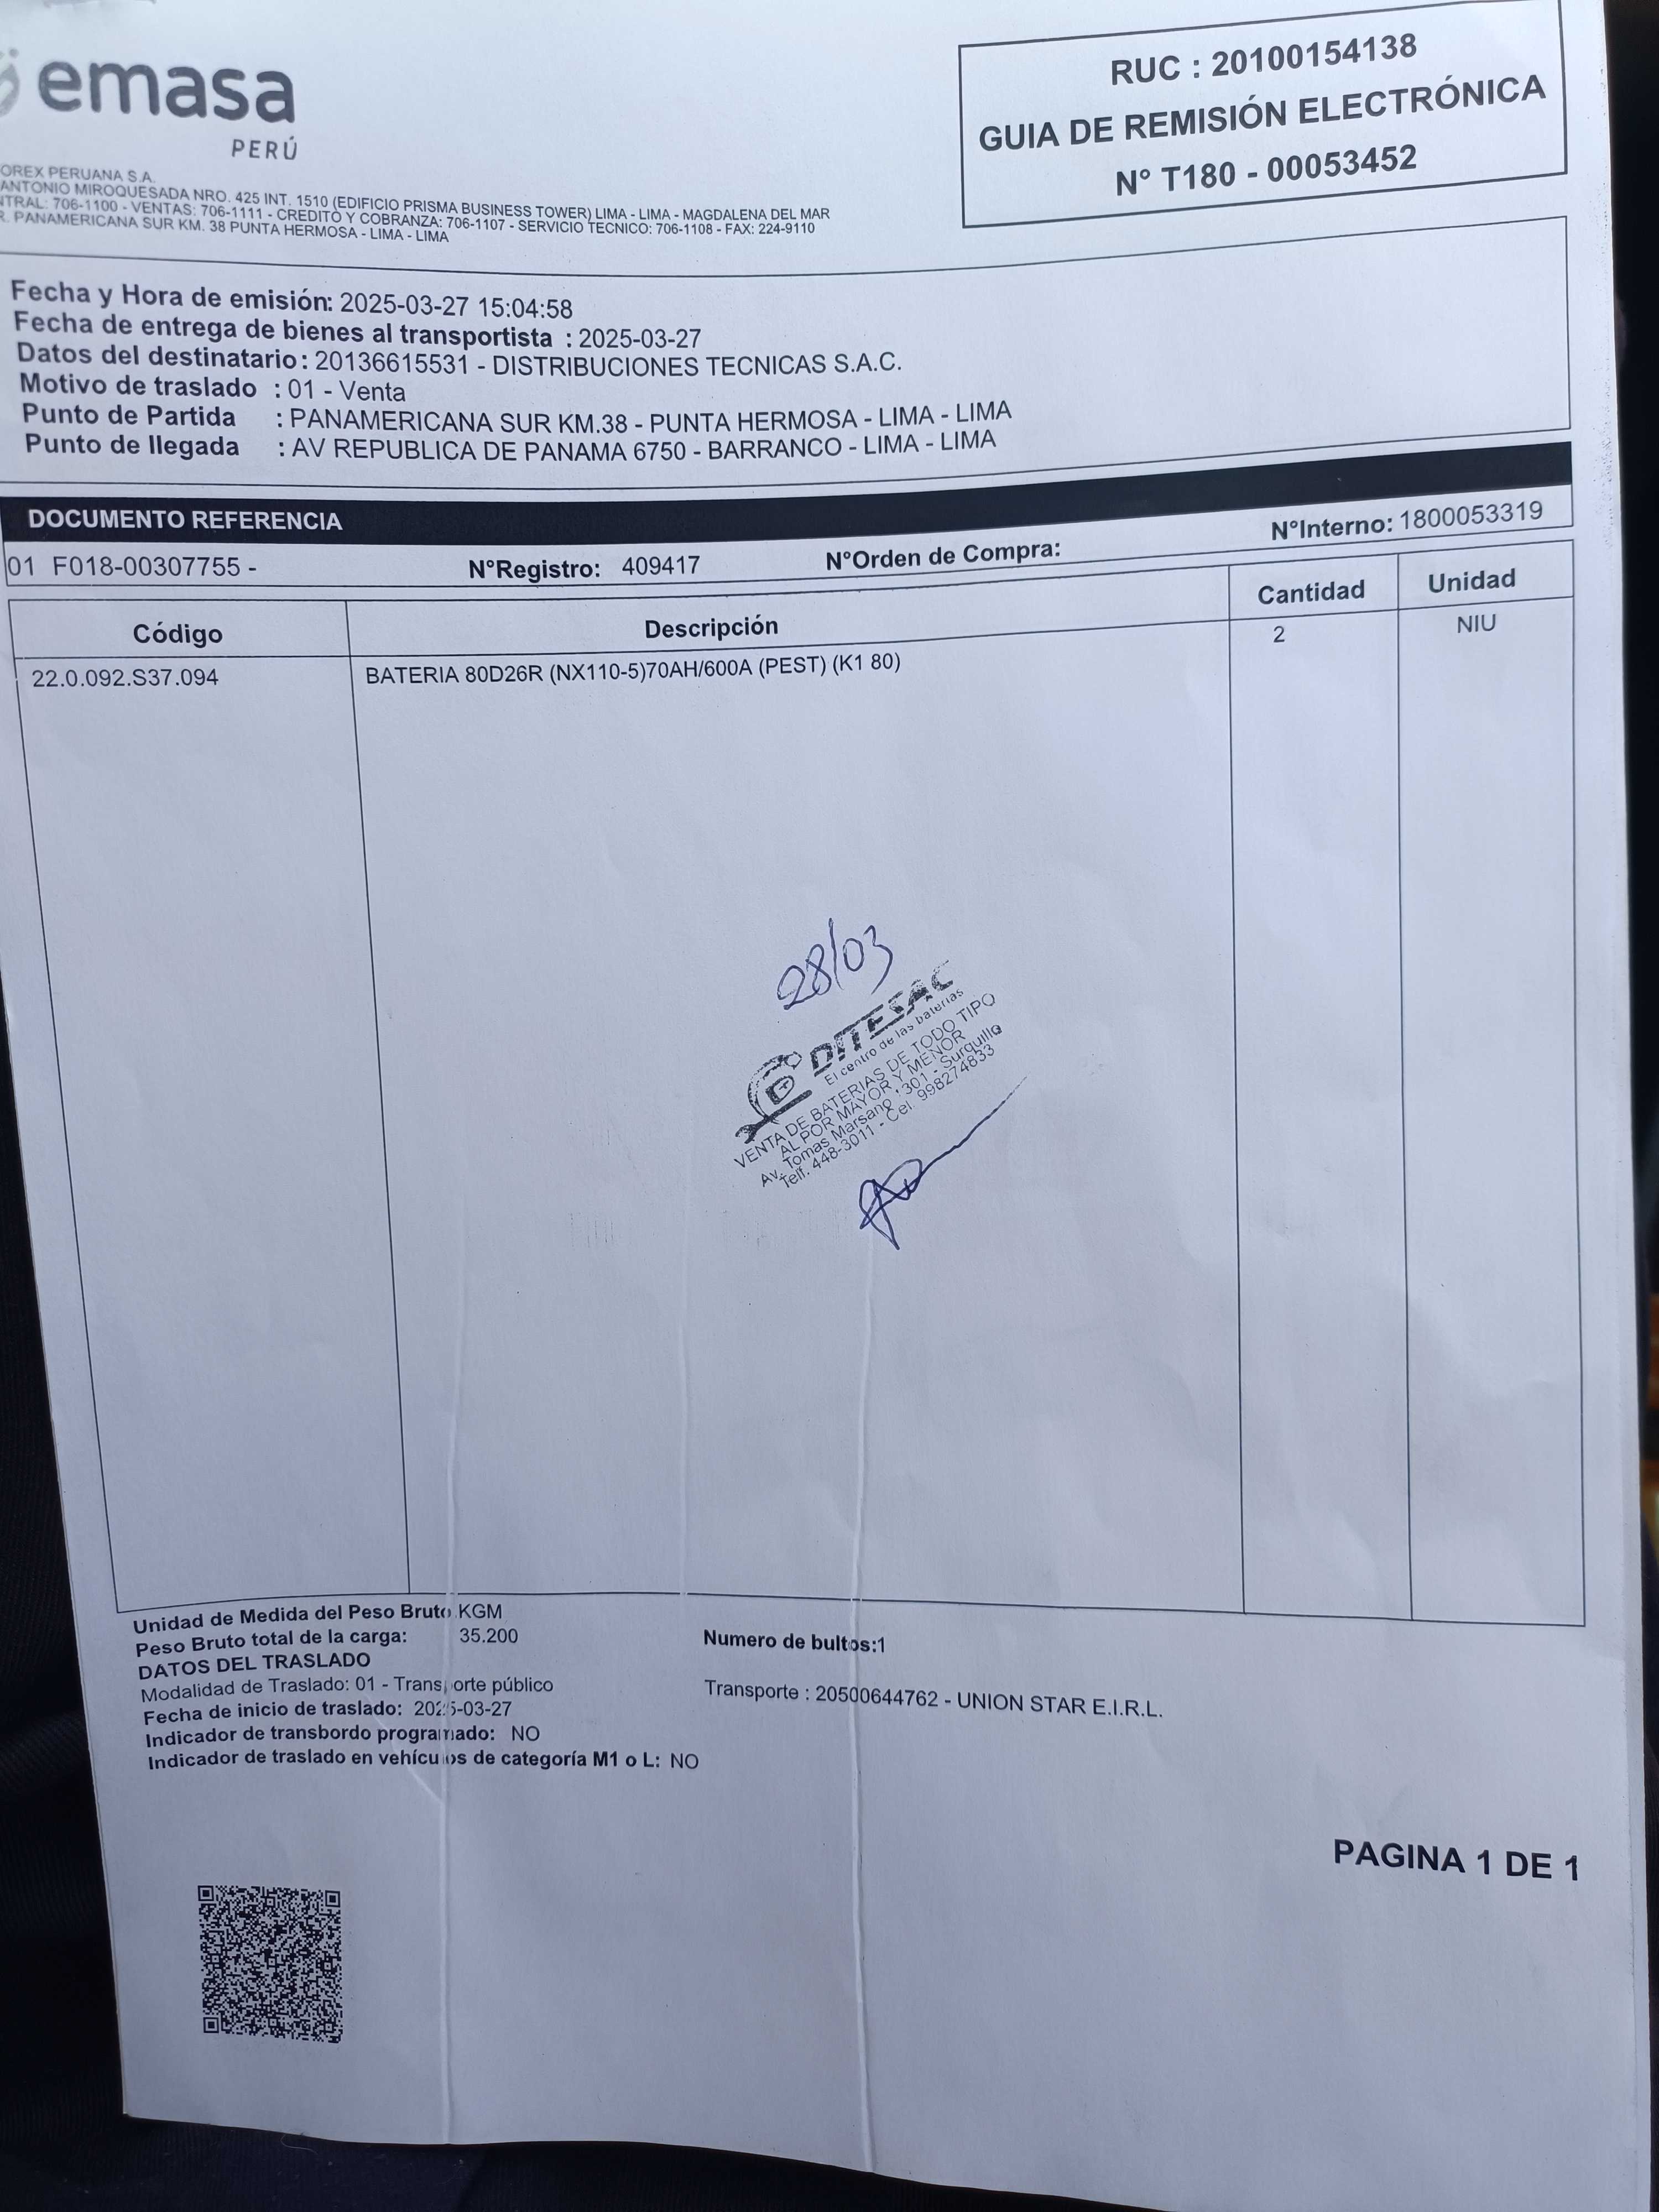 emasa
PERÚ
RUC : 20100154138
GUIA DE REMISIÓN ELECTRÓNICA
N° T180 - 00053452
OREX PERUANA S.A.
ANTONIO MIROQUESADA NRO. 425 INT. 1510 (EDIFICIO PRISMA BUSINESS TOWER) LIMA - LIMA - MAGDALENA DEL MAR
NTRAL: 706-1100 - VENTAS: 706-1111 - CREDITO Y COBRANZA: 706-1107 - SERVICIO TECNICO: 706-1108 - FAX: 224-9110
R. PANAMERICANA SUR KM. 38 PUNTA HERMOSA - LIMA - LIMA
Fecha y Hora de emisión: 2025-03-27 15:04:58
Fecha de entrega de bienes al transportista : 2025-03-27
Datos del destinatario : 20136615531 - DISTRIBUCIONES TECNICAS S.A.C.
Motivo de traslado : 01 - Venta
Punto de Partida : PANAMERICANA SUR KM.38 - PUNTA HERMOSA - LIMA - LIMA
Punto de llegada : AV REPUBLICA DE PANAMA 6750 - BARRANCO - LIMA - LIMA
DOCUMENTO REFERENCIA
01 F018-00307755 - N°Registro: 409417 N°Orden de Compra: N°Interno: 1800053319
Código Descripción Cantidad Unidad
22.0.092.S37.094 BATERIA 80D26R (NX110-5)70AH/600A (PEST) (K1 80) 2 NIU
28/03
DITESAC
El centro de las baterias
VENTA DE BATERIAS DE TODO TIPO
AL POR MAYOR Y MENOR
Av. Tomas Marsano 301 - Surquillo
Telf. 448-3011 - Cel. 998274833
Unidad de Medida del Peso Bruto KGM
Peso Bruto total de la carga: 35.200 Numero de bultos:1
DATOS DEL TRASLADO
Modalidad de Traslado: 01 - Transporte público Transporte : 20500644762 - UNION STAR E.I.R.L.
Fecha de inicio de traslado: 2025-03-27
Indicador de transbordo programado: NO
Indicador de traslado en vehículos de categoría M1 o L: NO
PAGINA 1 DE 1